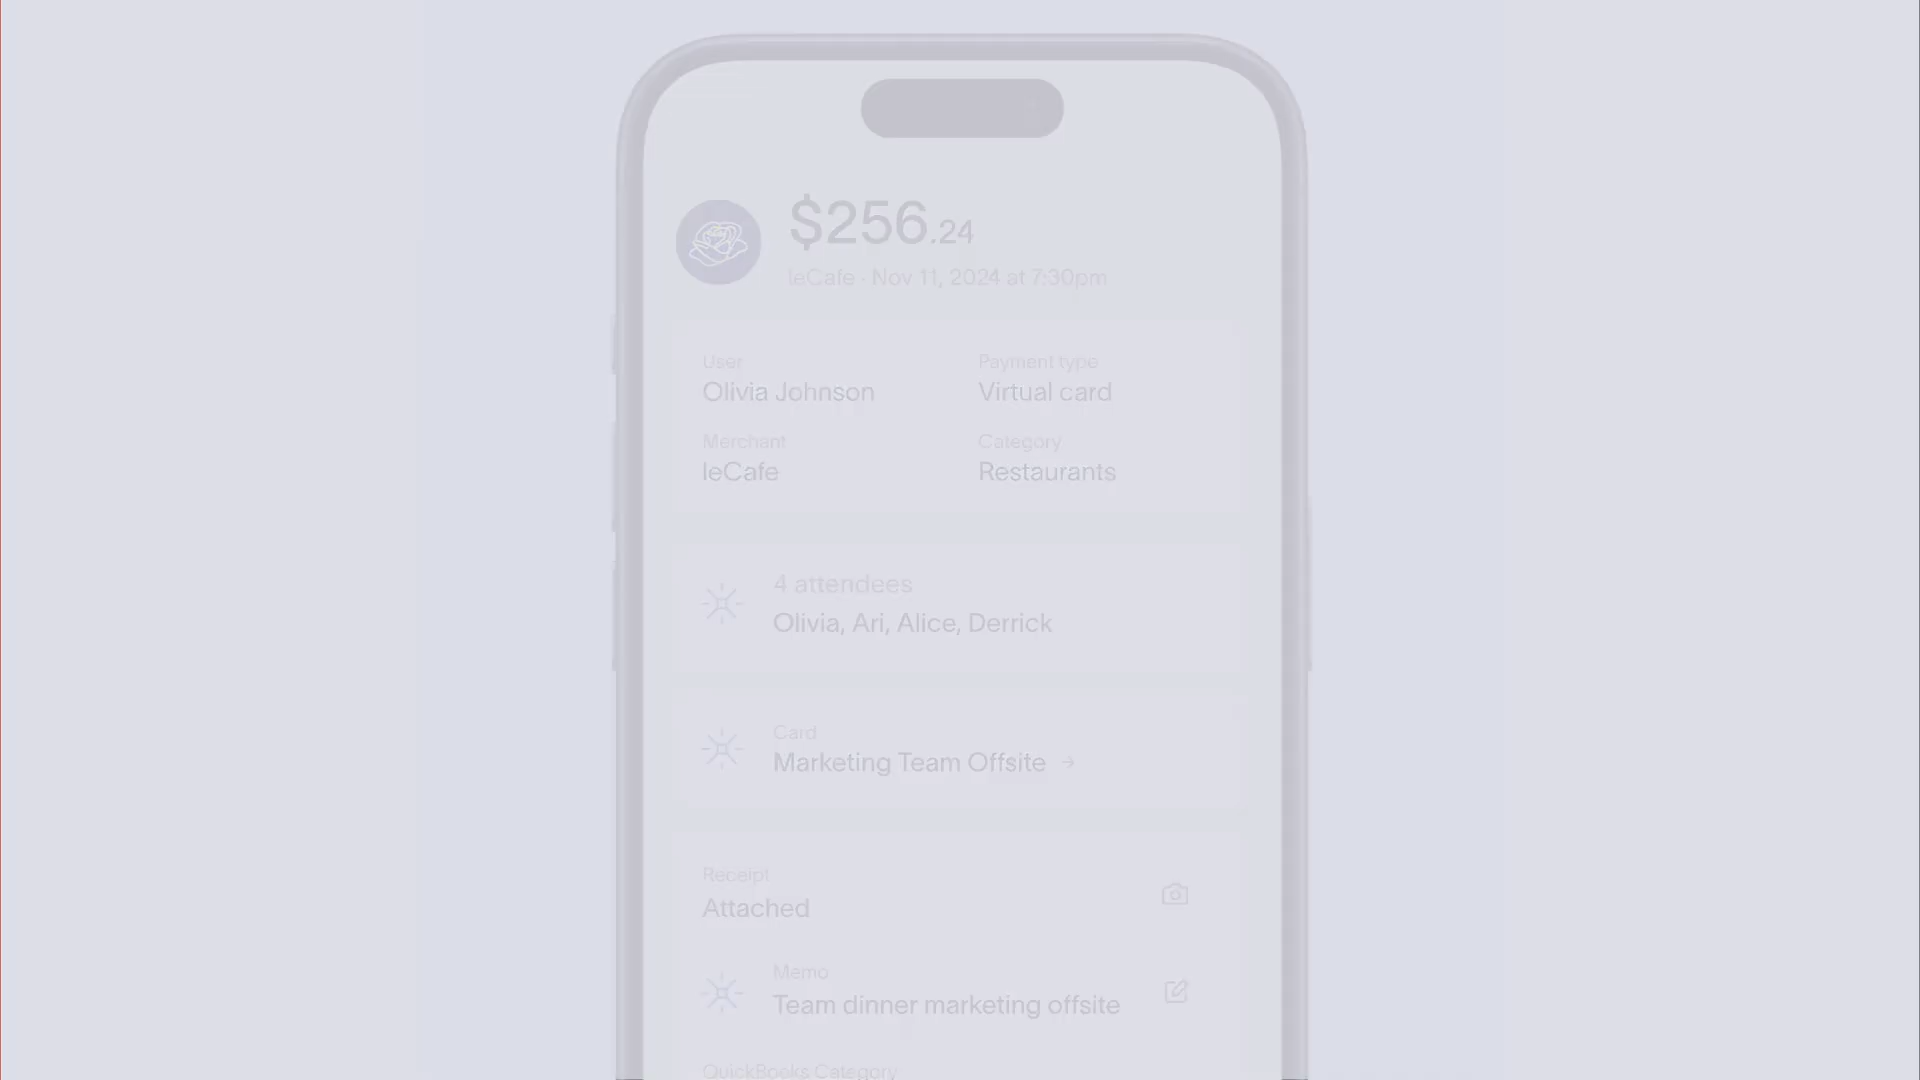 $256.24
leCafe · Nov 11, 2024 at 7:30pm
User
Olivia Johnson
Payment type
Virtual card
Merchant
leCafe
Category
Restaurants
4 attendees
Olivia, Ari, Alice, Derrick
Card
Marketing Team Offsite →
Receipt
Attached
Memo
Team dinner marketing offsite
QuickBooks Category